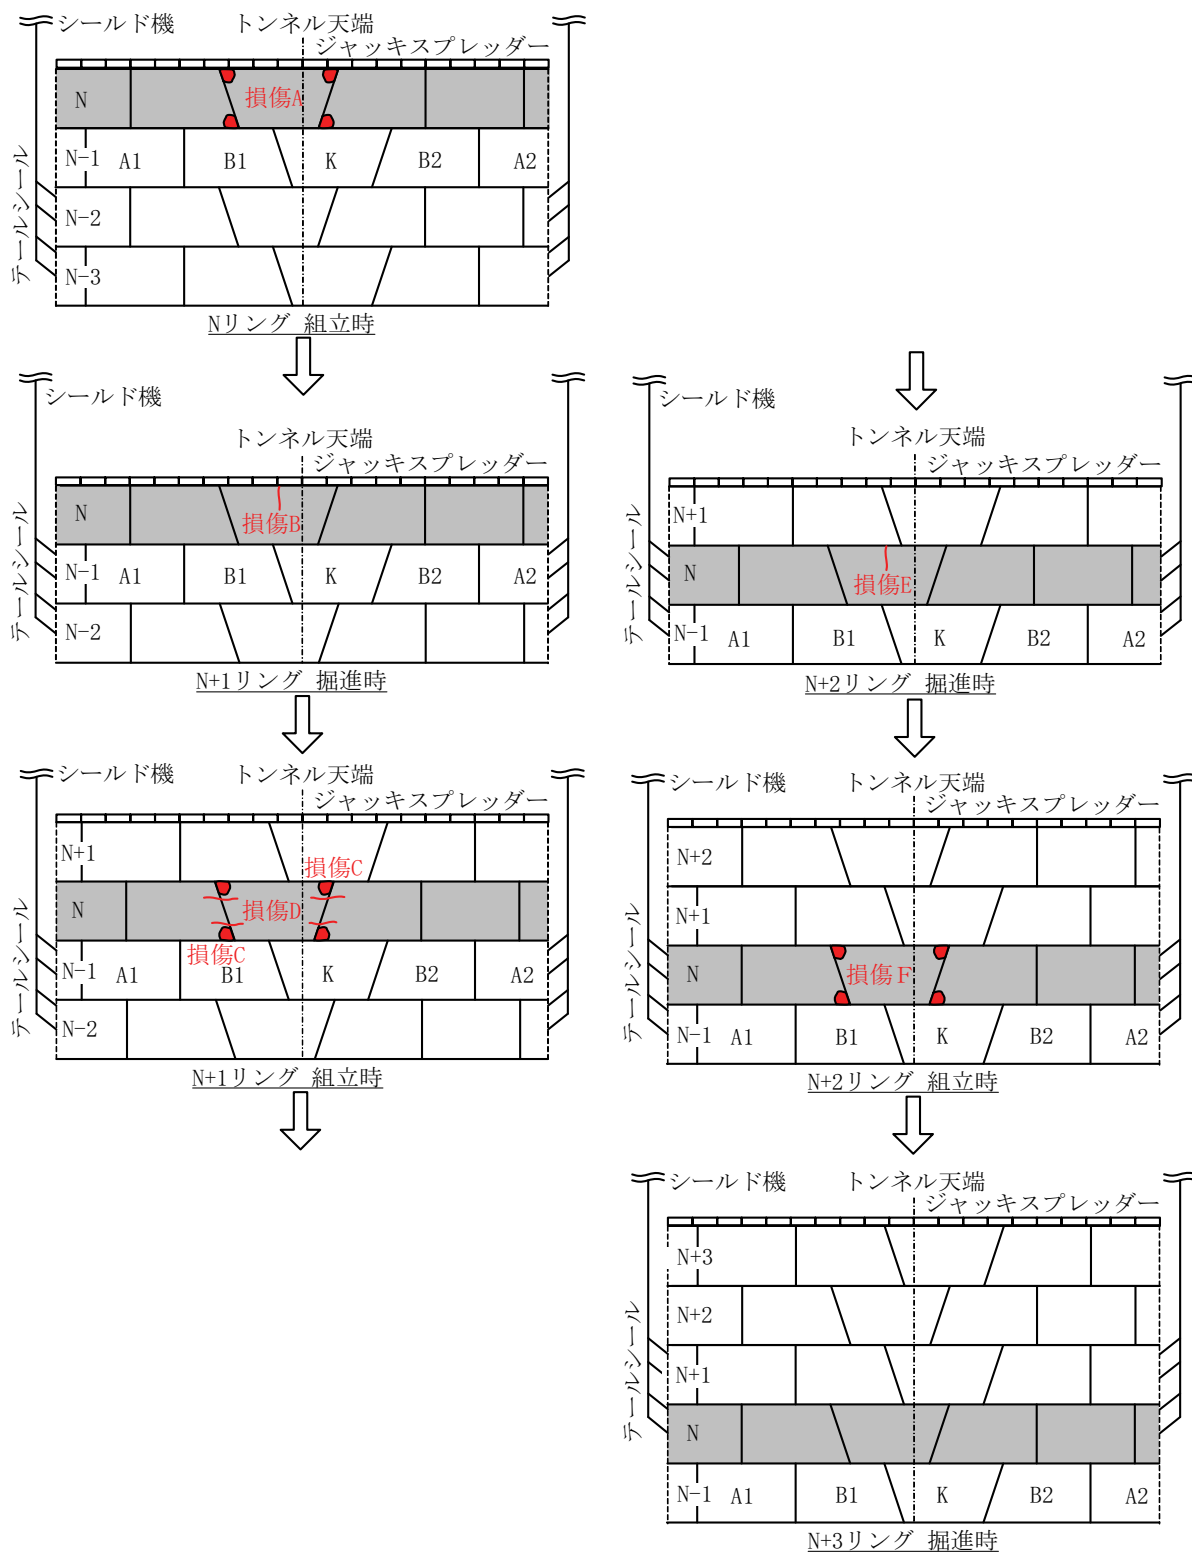 シールド機
トンネル天端
ジャッキスプレッダー
N
損傷A
N-1
A1
B1
K
B2
A2
N-2
N-3
テールシール
Nリング 組立時
シールド機
トンネル天端
ジャッキスプレッダー
N
損傷B
N-1
A1
B1
K
B2
A2
N-2
テールシール
N+1リング 掘進時
シールド機
トンネル天端
ジャッキスプレッダー
N+1
損傷C
N
損傷D
損傷C
N-1
A1
B1
K
B2
A2
N-2
テールシール
N+1リング 組立時
シールド機
トンネル天端
ジャッキスプレッダー
N+1
N
損傷E
N-1
A1
B1
K
B2
A2
テールシール
N+2リング 掘進時
シールド機
トンネル天端
ジャッキスプレッダー
N+2
N+1
N
損傷F
N-1
A1
B1
K
B2
A2
テールシール
N+2リング 組立時
シールド機
トンネル天端
ジャッキスプレッダー
N+3
N+2
N+1
N
N-1
A1
B1
K
B2
A2
テールシール
N+3リング 掘進時